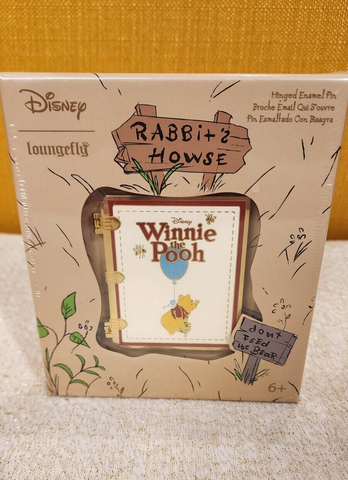 Disney
loungefly
Hinged Enamel Pin
Broche Émail Qui S'ouvre
Pin Esmaltado Con Bisagra
RABBiT'S
HOWSE
Disney
Winnie
the
Pooh
DON'T
FEED
the BEAR
6+